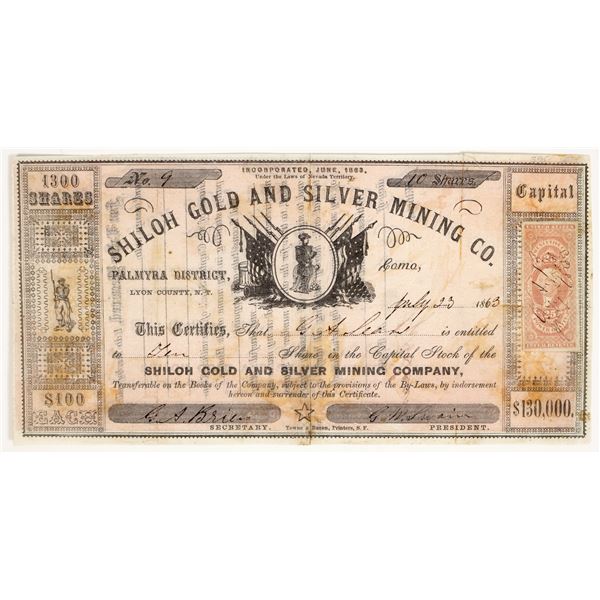 1300
SHARES
$100
EACH
INCORPORATED, JUNE, 1863.
Under the Laws of Nevada Territory.
No. 9
10 Shares
SHILOH GOLD AND SILVER MINING CO.
PALMYRA DISTRICT,
LYON COUNTY, N. T.
Como, July 23 1863
This Certifies, That is entitled
to Ten Share in the Capital Stock of the
SHILOH GOLD AND SILVER MINING COMPANY,
Transferable on the Books of the Company, subject to the provisions of the By-Laws, by indorsement
hereon and surrender of this Certificate.
SECRETARY.
Towne & Bacon, Printers, S. F.
PRESIDENT.
Capital
25
$130,000.